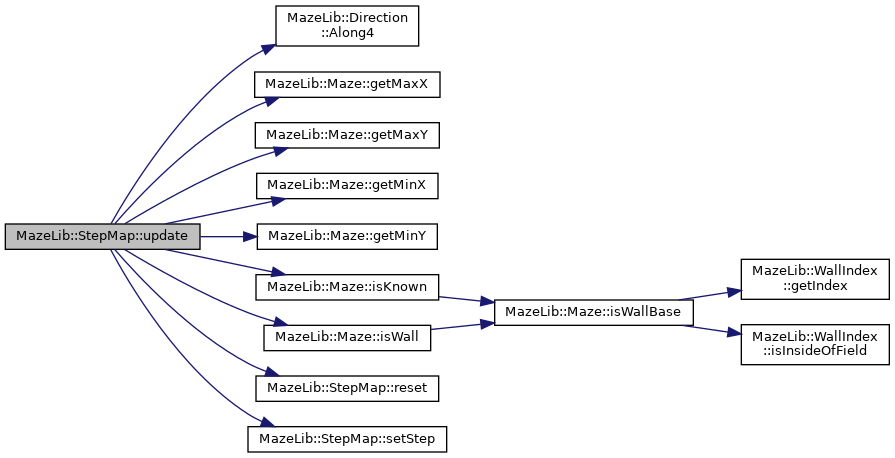 MazeLib::StepMap::update
MazeLib::Direction
::Along4
MazeLib::Maze::getMaxX
MazeLib::Maze::getMaxY
MazeLib::Maze::getMinX
MazeLib::Maze::getMinY
MazeLib::Maze::isKnown
MazeLib::Maze::isWall
MazeLib::StepMap::reset
MazeLib::StepMap::setStep
MazeLib::Maze::isWallBase
MazeLib::WallIndex
::getIndex
MazeLib::WallIndex
::isInsideOfField